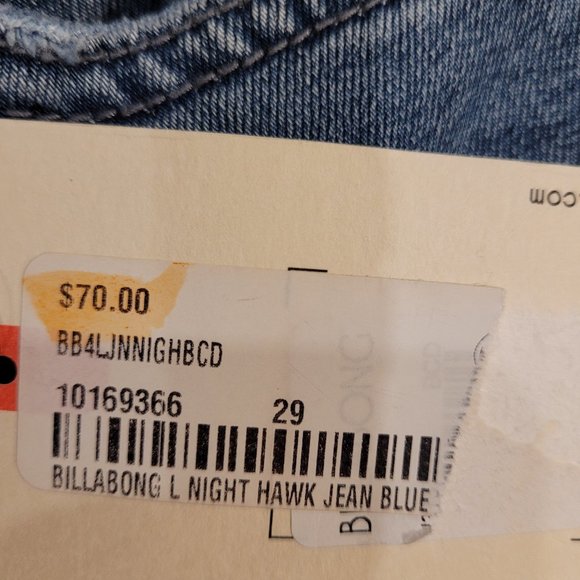 .com
$70.00
BB4LJNNIGHBCD
10169366 29
BILLABONG L NIGHT HAWK JEAN BLUE